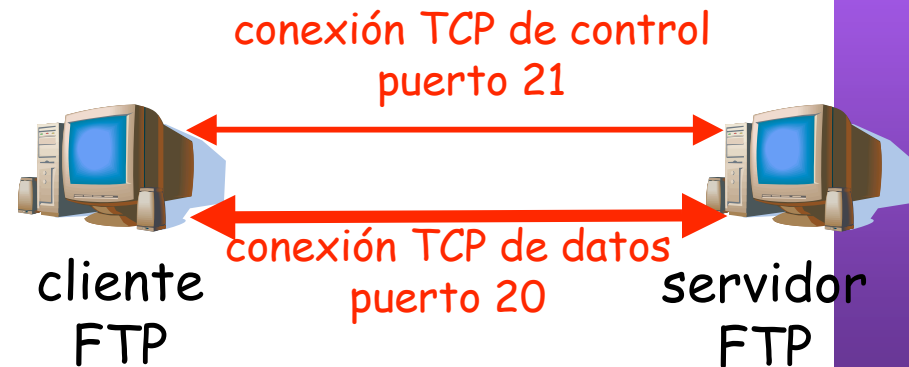 conexión TCP de control
puerto 21
conexión TCP de datos
puerto 20
cliente
FTP
servidor
FTP